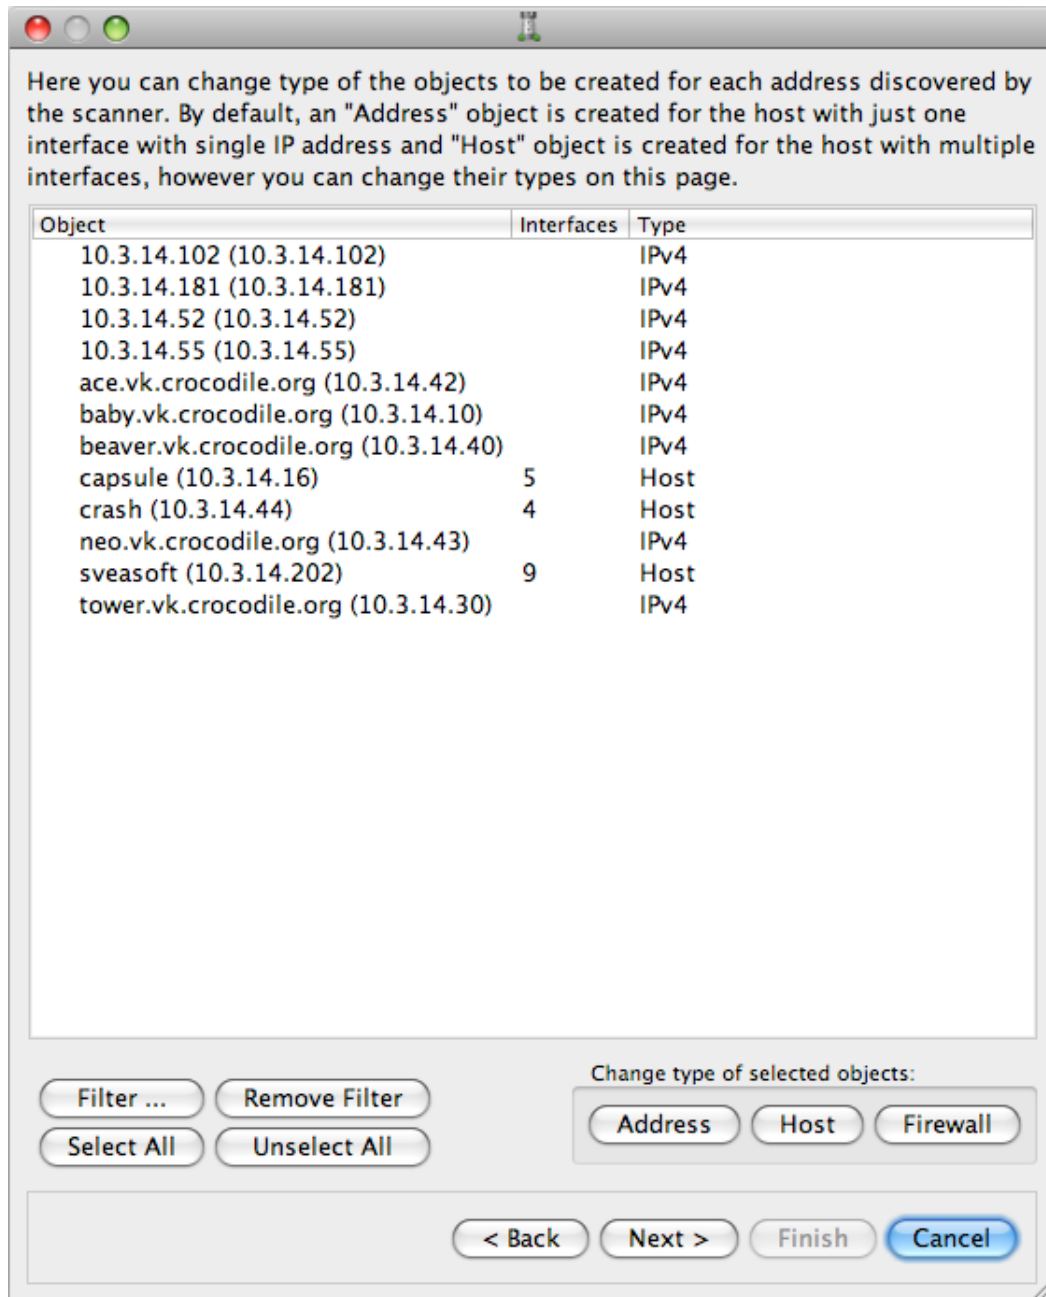 Here you can change type of the objects to be created for each address discovered by
the scanner. By default, an "Address" object is created for the host with just one
interface with single IP address and "Host" object is created for the host with multiple
interfaces, however you can change their types on this page.
Object Interfaces Type
10.3.14.102 (10.3.14.102) IPv4
10.3.14.181 (10.3.14.181) IPv4
10.3.14.52 (10.3.14.52) IPv4
10.3.14.55 (10.3.14.55) IPv4
ace.vk.crocodile.org (10.3.14.42) IPv4
baby.vk.crocodile.org (10.3.14.10) IPv4
beaver.vk.crocodile.org (10.3.14.40) IPv4
capsule (10.3.14.16) 5 Host
crash (10.3.14.44) 4 Host
neo.vk.crocodile.org (10.3.14.43) IPv4
sveasoft (10.3.14.202) 9 Host
tower.vk.crocodile.org (10.3.14.30) IPv4
Change type of selected objects:
Filter ... Remove Filter
Address Host Firewall
Select All Unselect All
< Back Next > Finish Cancel